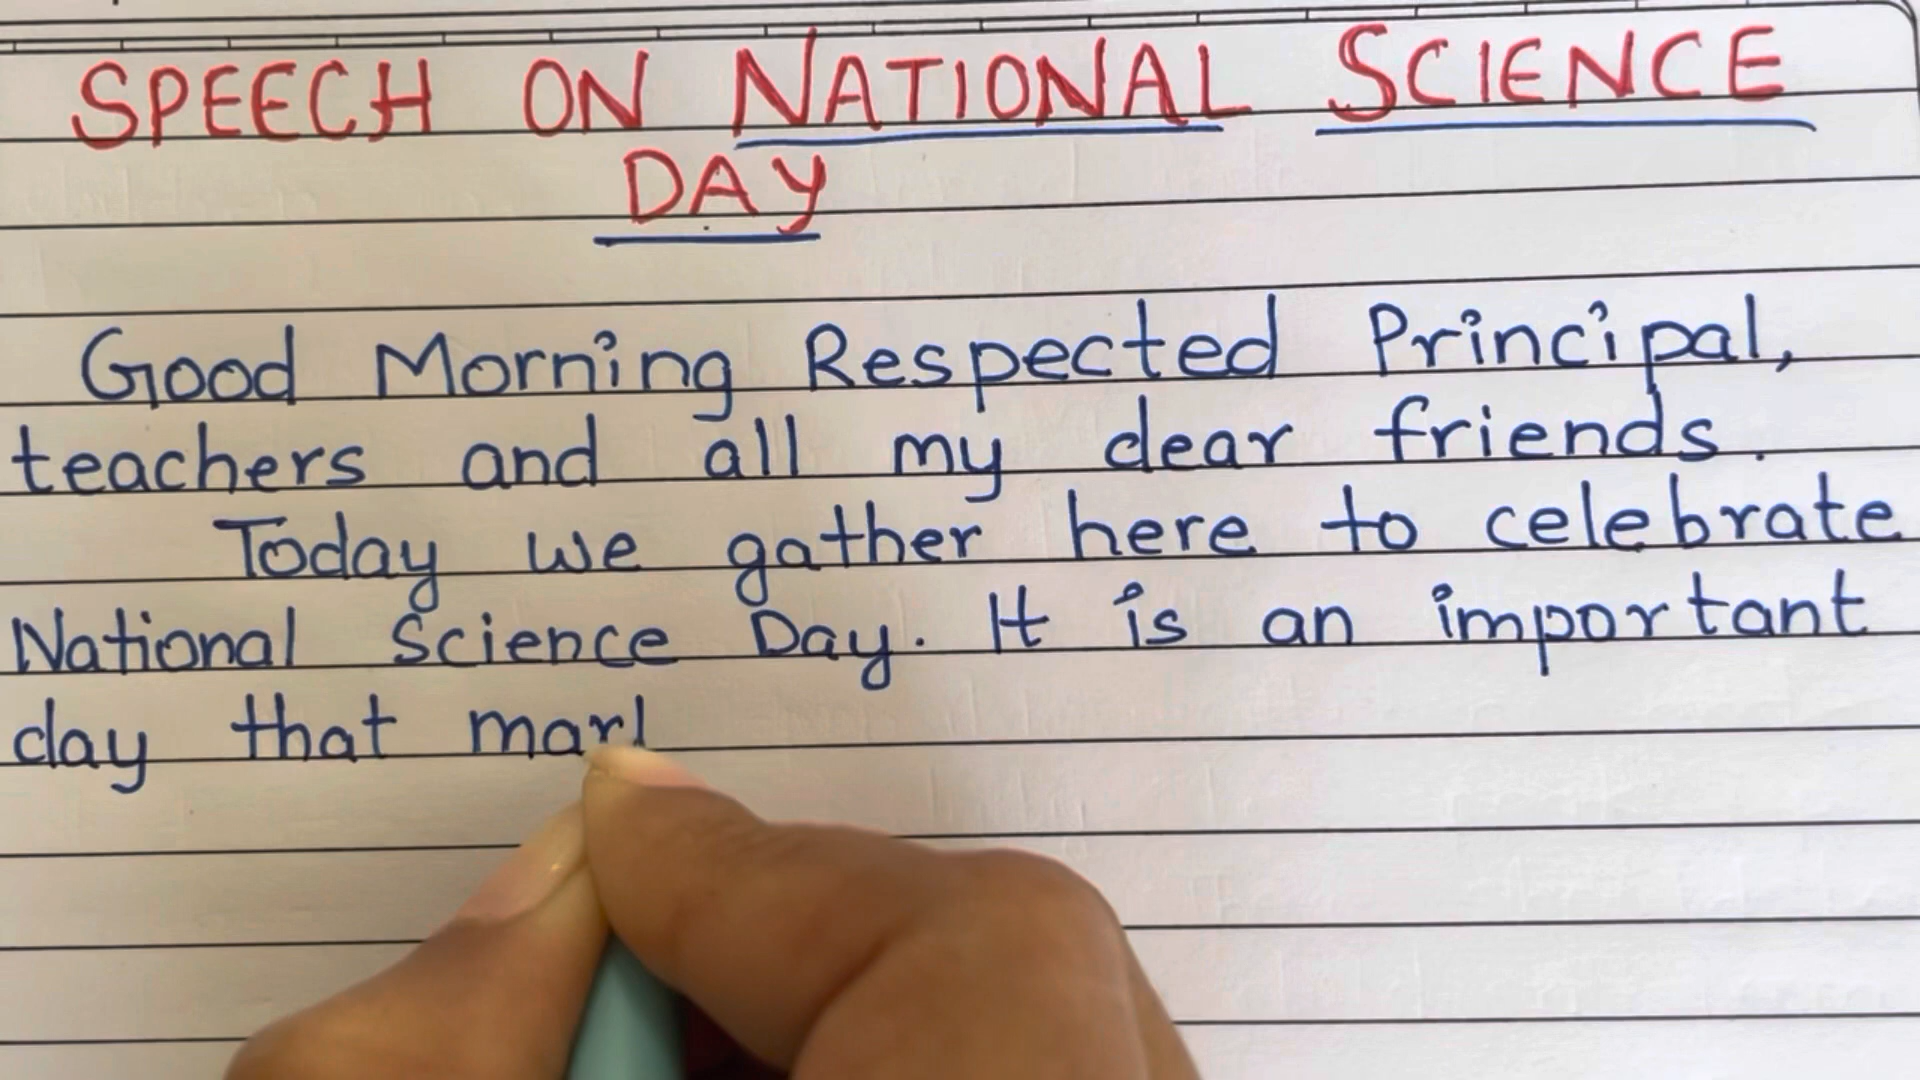 SPEECH ON NATIONAL SCIENCE
DAY
Good Morning Respected Principal,
teachers and all my dear friends.
Today we gather here to celebrate
National Science Day. It is an important
day that